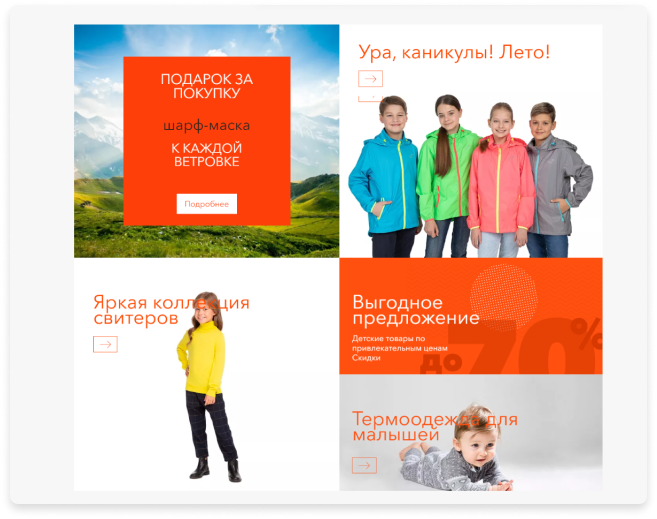 ПОДАРОК ЗА
ПОКУПКУ
шарф-маска
К КАЖДОЙ
ВЕТРОВКЕ
Подробнее
Ура, каникулы! Лето!
Яркая коллекция
свитеров
Выгодное
предложение
Детские товары по
привлекательным ценам
Скидки
до 70%
Термоодежда для
малышей